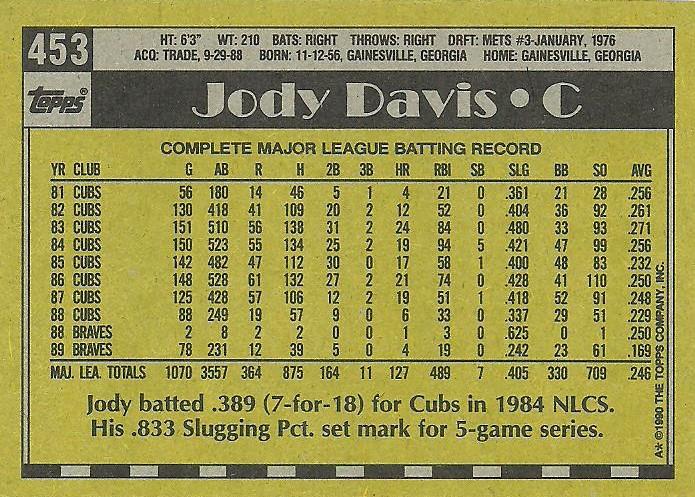 453
HT: 6'3" WT: 210 BATS: RIGHT THROWS: RIGHT DRFT: METS #3-JANUARY, 1976
ACQ: TRADE, 9-29-88 BORN: 11-12-56, GAINESVILLE, GEORGIA HOME: GAINESVILLE, GEORGIA
TOPPS®
Jody Davis • C
COMPLETE MAJOR LEAGUE BATTING RECORD
YR CLUB G AB R H 2B 3B HR RBI SB SLG BB SO AVG
81 CUBS 56 180 14 46 5 1 4 21 0 .361 21 28 .256
82 CUBS 130 418 41 109 20 2 12 52 0 .404 36 92 .261
83 CUBS 151 510 56 138 31 2 24 84 0 .480 33 93 .271
84 CUBS 150 523 55 134 25 2 19 94 5 .421 47 99 .256
85 CUBS 142 482 47 112 30 0 17 58 1 .400 48 83 .232
86 CUBS 148 528 61 132 27 2 21 74 0 .428 41 110 .250
87 CUBS 125 428 57 106 12 2 19 51 1 .418 52 91 .248
88 CUBS 88 249 19 57 9 0 6 33 0 .337 29 51 .229
88 BRAVES 2 8 2 2 0 0 1 3 0 .625 0 1 .250
89 BRAVES 78 231 12 39 5 0 4 19 0 .242 23 61 .169
MAJ. LEA. TOTALS 1070 3557 364 875 164 11 127 489 7 .405 330 709 .246
Jody batted .389 (7-for-18) for Cubs in 1984 NLCS.
His .833 Slugging Pct. set mark for 5-game series.
A* ©1990 THE TOPPS COMPANY, INC.